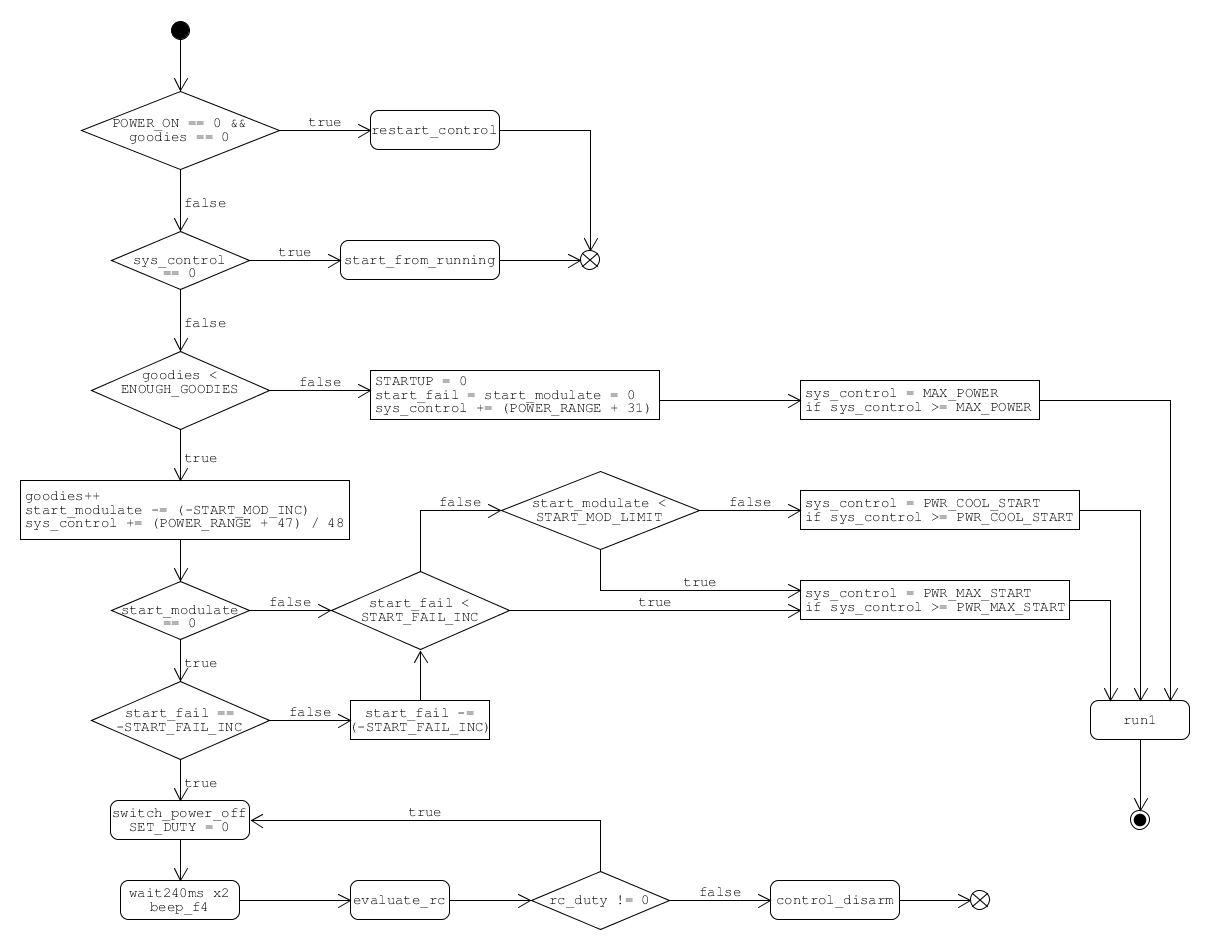 POWER_ON == 0 &&
goodies == 0
true
restart_control
false
sys_control
== 0
true
start_from_running
false
goodies <
ENOUGH_GOODIES
false
STARTUP = 0
start_fail = start_modulate = 0
sys_control += (POWER_RANGE + 31)
sys_control = MAX_POWER
if sys_control >= MAX_POWER
true
goodies++
start_modulate -= (-START_MOD_INC)
sys_control += (POWER_RANGE + 47) / 48
false
start_modulate <
START_MOD_LIMIT
false
sys_control = PWR_COOL_START
if sys_control >= PWR_COOL_START
true
sys_control = PWR_MAX_START
if sys_control >= PWR_MAX_START
start_modulate
== 0
false
start_fail <
START_FAIL_INC
true
true
start_fail ==
-START_FAIL_INC
false
start_fail -=
(-START_FAIL_INC)
run1
true
switch_power_off
SET_DUTY = 0
true
wait240ms x2
beep_f4
evaluate_rc
rc_duty != 0
false
control_disarm